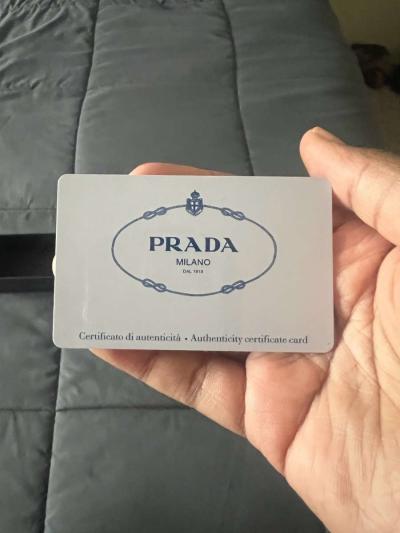 PRADA
MILANO
DAL 1913
Certificato di autenticità • Authenticity certificate card